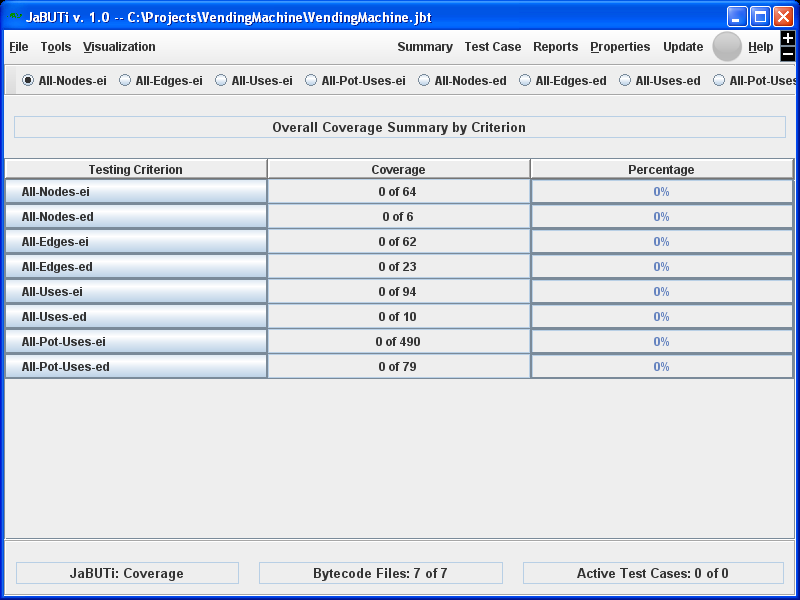 JaBUTi v. 1.0 -- C:\Projects\VendingMachine\VendingMachine.jbt
File Tools Visualization Summary Test Case Reports Properties Update Help
All-Nodes-ei All-Edges-ei All-Uses-ei All-Pot-Uses-ei All-Nodes-ed All-Edges-ed All-Uses-ed All-Pot-Uses
Overall Coverage Summary by Criterion
Testing Criterion Coverage Percentage
All-Nodes-ei 0 of 64 0%
All-Nodes-ed 0 of 6 0%
All-Edges-ei 0 of 62 0%
All-Edges-ed 0 of 23 0%
All-Uses-ei 0 of 94 0%
All-Uses-ed 0 of 10 0%
All-Pot-Uses-ei 0 of 490 0%
All-Pot-Uses-ed 0 of 79 0%
JaBUTi: Coverage Bytecode Files: 7 of 7 Active Test Cases: 0 of 0